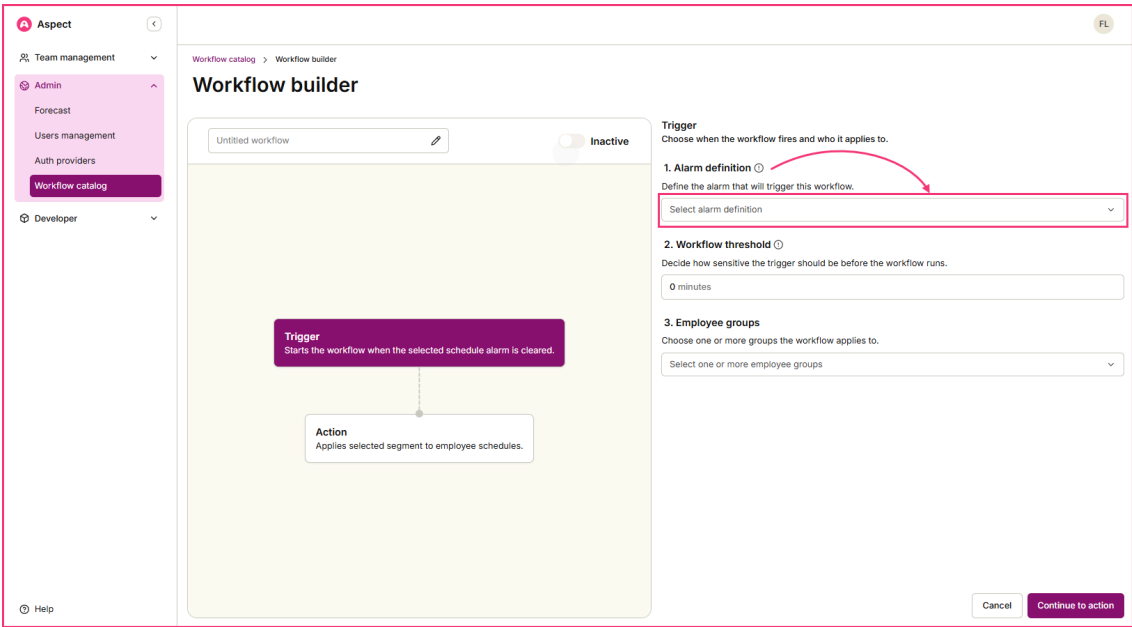 Aspect
FL
Team management
Admin
Forecast
Users management
Auth providers
Workflow catalog
Developer
Help
Workflow catalog > Workflow builder
Workflow builder
Untitled workflow
Inactive
Trigger
Starts the workflow when the selected schedule alarm is cleared.
Action
Applies selected segment to employee schedules.
Trigger
Choose when the workflow fires and who it applies to.
1. Alarm definition
Define the alarm that will trigger this workflow.
Select alarm definition
2. Workflow threshold
Decide how sensitive the trigger should be before the workflow runs.
0 minutes
3. Employee groups
Choose one or more groups the workflow applies to.
Select one or more employee groups
Cancel
Continue to action